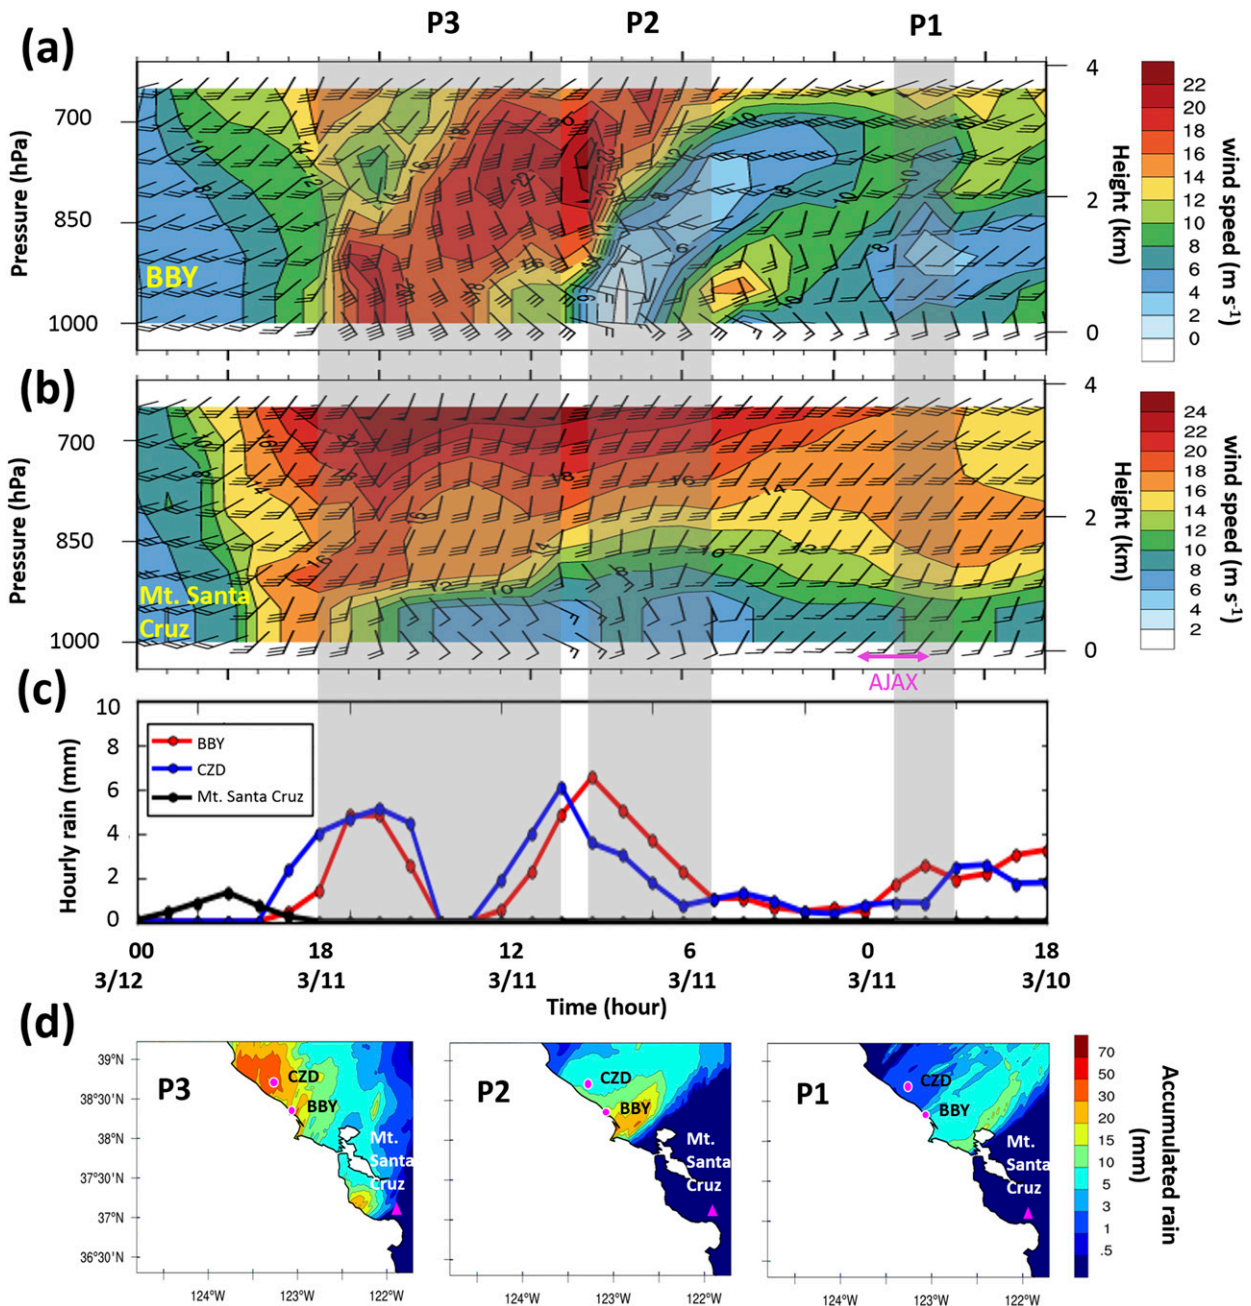 P3 P2 P1
(a)
4
700
850
1000
Pressure (hPa)
BBY
2
0
Height (km)
22
20
18
16
14
12
10
8
6
4
2
0
wind speed (m s-1)
(b)
4
700
850
1000
Pressure (hPa)
Mt. Santa
Cruz
2
0
Height (km)
24
22
20
18
16
14
12
10
8
6
4
2
wind speed (m s-1)
AJAX
(c)
10
8
6
4
2
0
Hourly rain (mm)
BBY
CZD
Mt. Santa Cruz
00 18 12 6 0 18
3/12 3/11 3/11 3/11 3/11 3/10
Time (hour)
(d)
39°N
38°30'N
38°N
37°30'N
37°N
36°30'N
P3
CZD
BBY
Mt.
Santa
Cruz
124°W 123°W 122°W
P2
CZD
BBY
Mt.
Santa
Cruz
124°W 123°W 122°W
P1
CZD
BBY
Mt.
Santa
Cruz
124°W 123°W 122°W
70
50
30
20
15
10
5
3
1
.5
Accumulated rain
(mm)